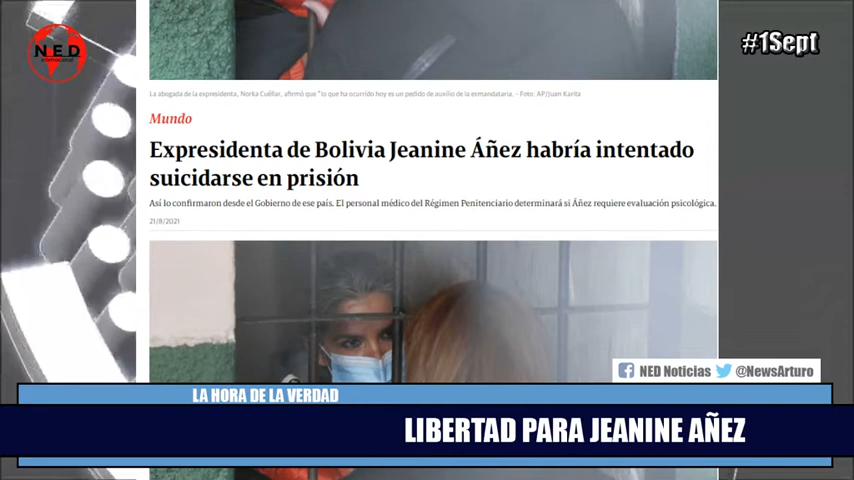 NED
#1Sept
La abogada de la expresidenta, Norka Cuéllar, afirmó que "lo que ha ocurrido hoy es un pedido de auxilio de la exmandataria. - Foto: AP/Juan Karita
Mundo
Expresidenta de Bolivia Jeanine Áñez habría intentado
suicidarse en prisión
Así lo confirmaron desde el Gobierno de ese país. El personal médico del Régimen Penitenciario determinará si Áñez requiere evaluación psicológica.
21/8/2021
NED Noticias @NewsArturo
LA HORA DE LA VERDAD
LIBERTAD PARA JEANINE AÑEZ